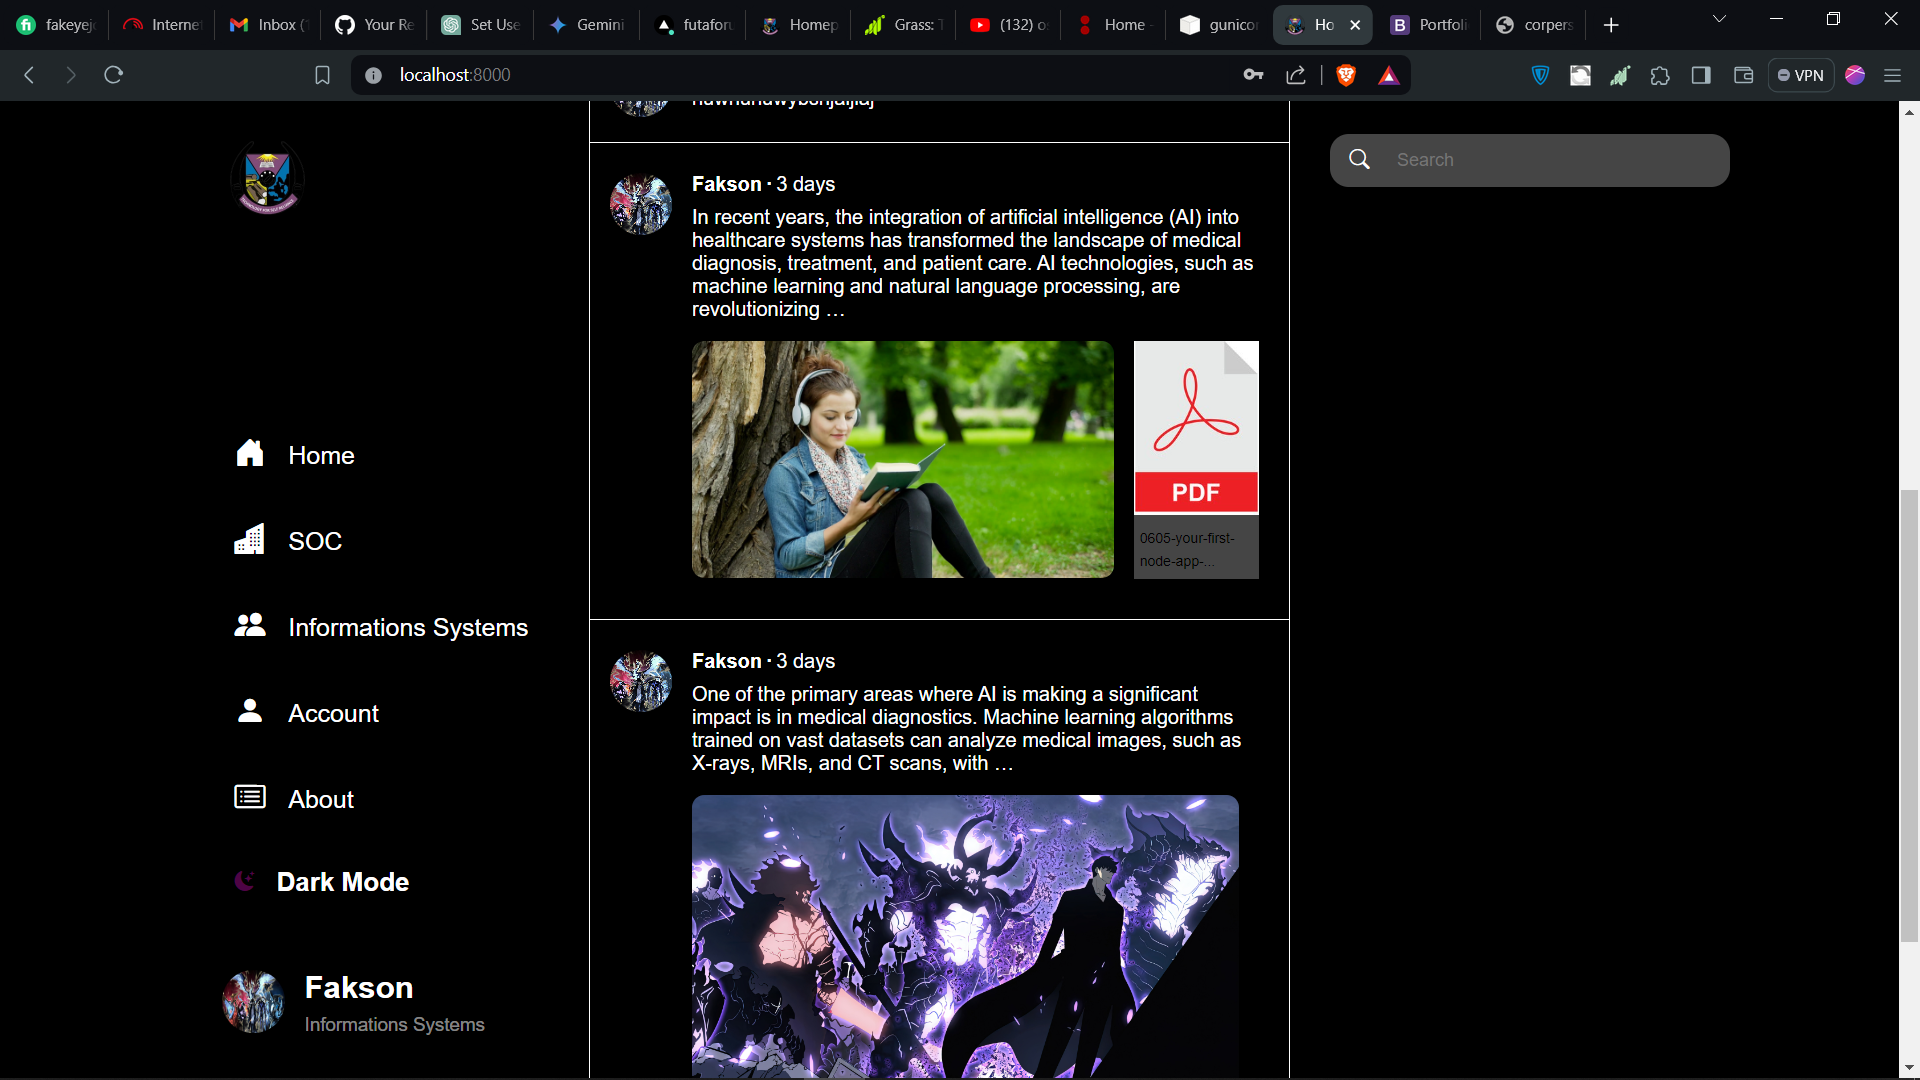 fakeyej
Interne
Inbox (
Your Re
Set Use
Gemini
futaforu
Homep
Grass: T
(132) o
Home -
gunico
Ho
Portfoli
corpers
localhost:8000
VPN
Search
Fakson · 3 days
In recent years, the integration of artificial intelligence (AI) into
healthcare systems has transformed the landscape of medical
diagnosis, treatment, and patient care. AI technologies, such as
machine learning and natural language processing, are
revolutionizing …
PDF
0605-your-first-
node-app-...
Fakson · 3 days
One of the primary areas where AI is making a significant
impact is in medical diagnostics. Machine learning algorithms
trained on vast datasets can analyze medical images, such as
X-rays, MRIs, and CT scans, with …
Home
SOC
Informations Systems
Account
About
Dark Mode
Fakson
Informations Systems